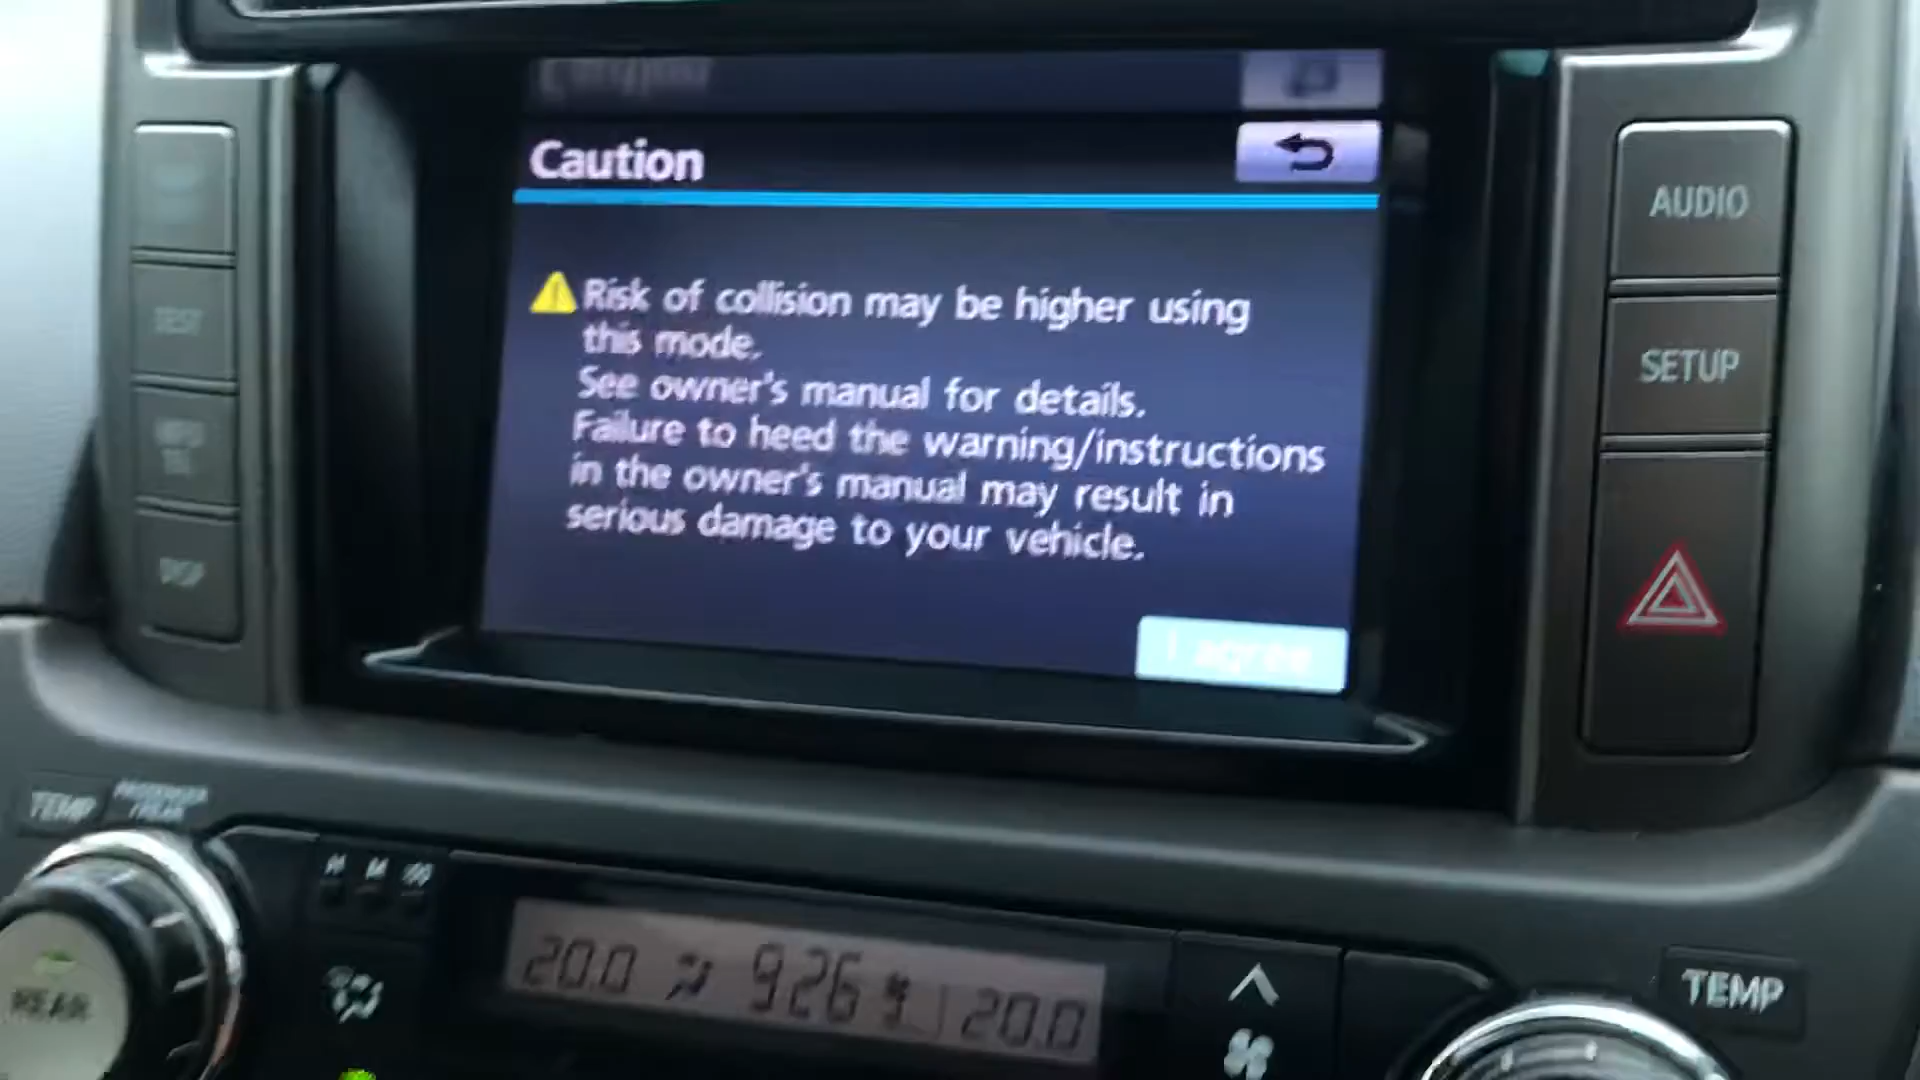 Caution
Risk of collision may be higher using
this mode.
See owner's manual for details.
Failure to heed the warning/instructions
in the owner's manual may result in
serious damage to your vehicle.
I agree
AUDIO
SETUP
DISP
TEMP
REAR
20.0 926 20.0
TEMP